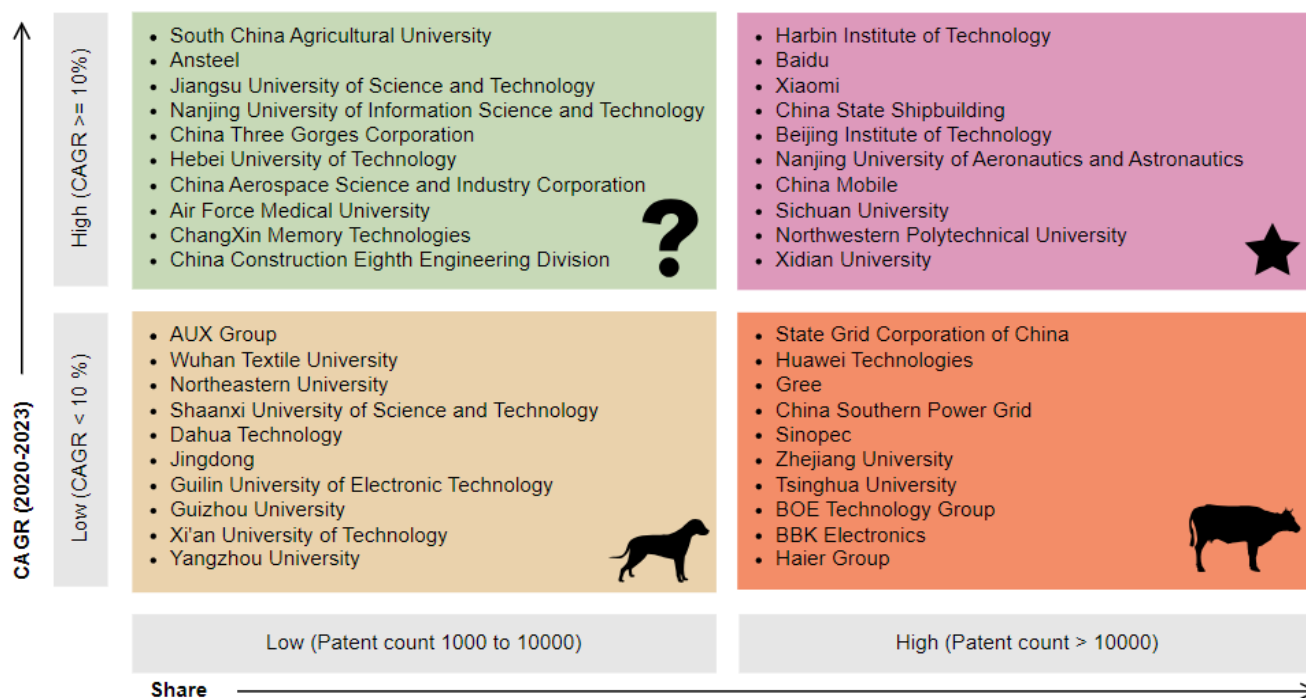 CAGR (2020-2023)
High (CAGR >= 10%)
• South China Agricultural University
• Ansteel
• Jiangsu University of Science and Technology
• Nanjing University of Information Science and Technology
• China Three Gorges Corporation
• Hebei University of Technology
• China Aerospace Science and Industry Corporation
• Air Force Medical University
• ChangXin Memory Technologies
• China Construction Eighth Engineering Division
?
• Harbin Institute of Technology
• Baidu
• Xiaomi
• China State Shipbuilding
• Beijing Institute of Technology
• Nanjing University of Aeronautics and Astronautics
• China Mobile
• Sichuan University
• Northwestern Polytechnical University
• Xidian University
Low (CAGR < 10 %)
• AUX Group
• Wuhan Textile University
• Northeastern University
• Shaanxi University of Science and Technology
• Dahua Technology
• Jingdong
• Guilin University of Electronic Technology
• Guizhou University
• Xi'an University of Technology
• Yangzhou University
• State Grid Corporation of China
• Huawei Technologies
• Gree
• China Southern Power Grid
• Sinopec
• Zhejiang University
• Tsinghua University
• BOE Technology Group
• BBK Electronics
• Haier Group
Low (Patent count 1000 to 10000)
High (Patent count > 10000)
Share